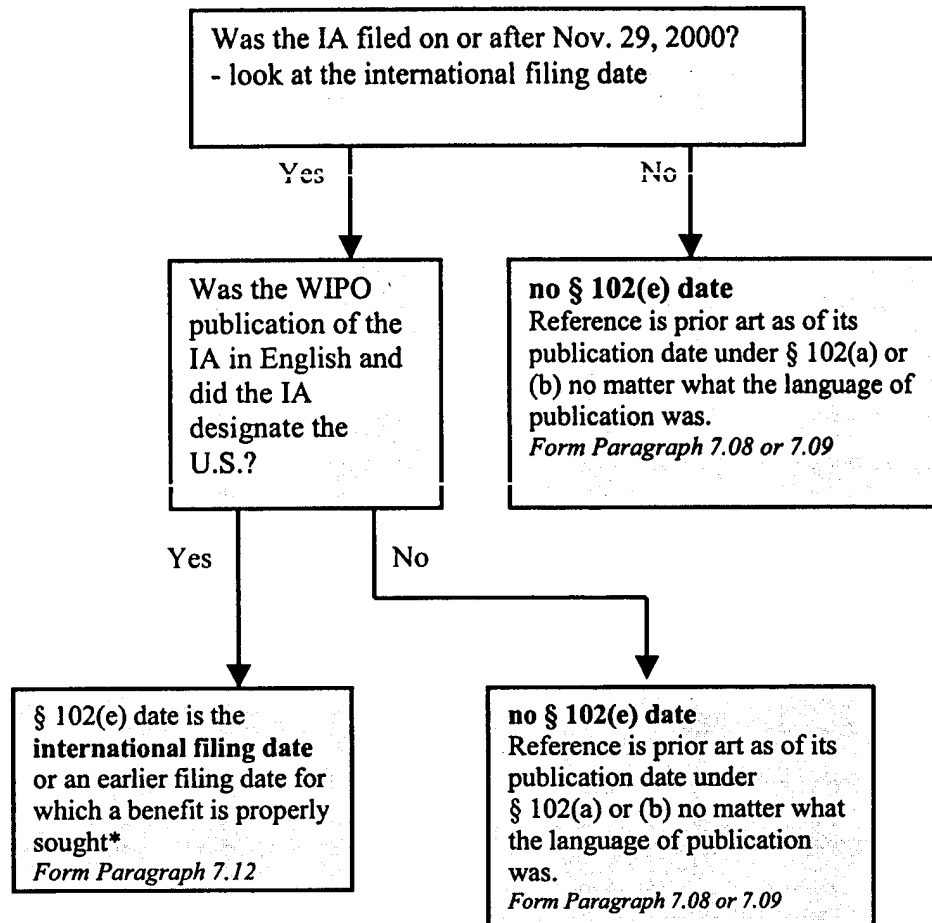 Was the IA filed on or after Nov. 29, 2000?
- look at the international filing date
Yes
No
Was the WIPO
publication of the
IA in English and
did the IA
designate the
U.S.?
no § 102(e) date
Reference is prior art as of its
publication date under § 102(a) or
(b) no matter what the language of
publication was.
Form Paragraph 7.08 or 7.09
Yes
No
§ 102(e) date is the
international filing date
or an earlier filing date for
which a benefit is properly
sought*
Form Paragraph 7.12
no § 102(e) date
Reference is prior art as of its
publication date under
§ 102(a) or (b) no matter what
the language of publication
was.
Form Paragraph 7.08 or 7.09